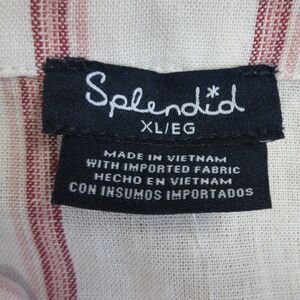 Splendid
XL/EG
MADE IN VIETNAM
WITH IMPORTED FABRIC
HECHO EN VIETNAM
CON INSUMOS IMPORTADOS